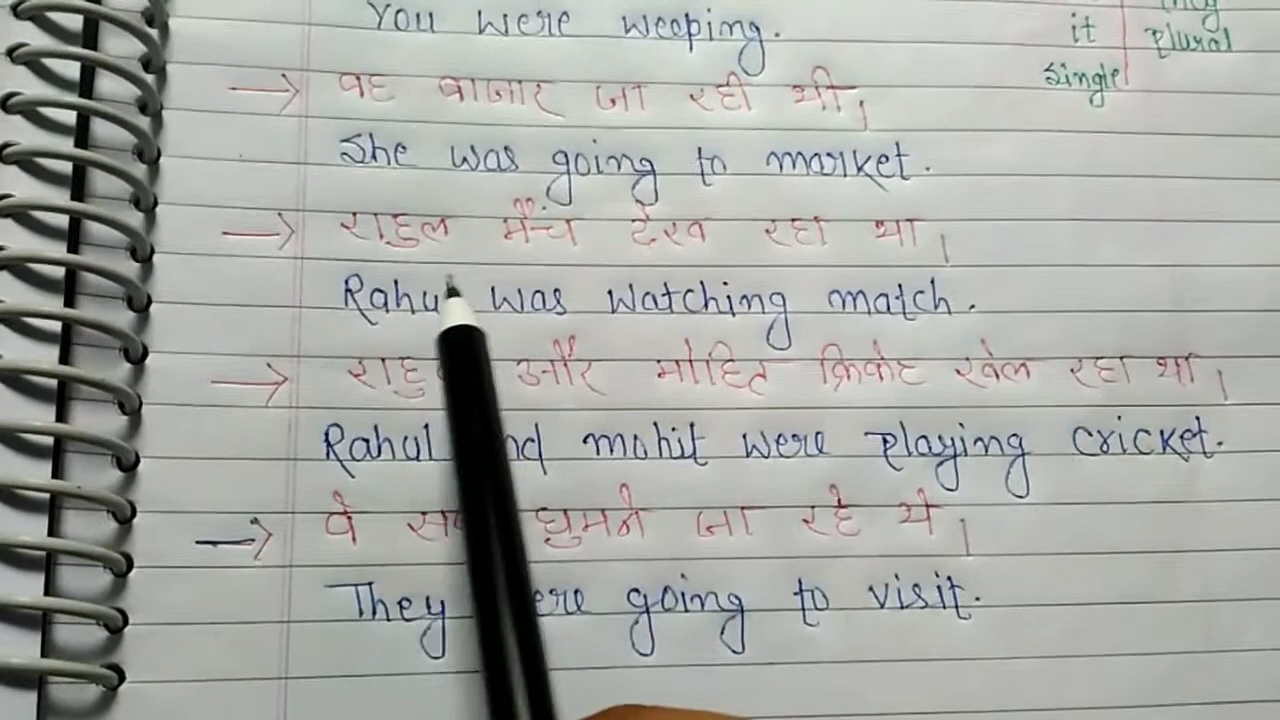 You were weeping.
it
plural
single
→ वह बाजार जा रही थी।
She was going to market.
→ राहुल मैंच देख रहा था।
Rahul was watching match.
→ और मोहित क्रिकेट खेल रहा था।
Rahul and mohit were playing cricket.
→ वे घुमने जा रहे थे।
They were going to visit.